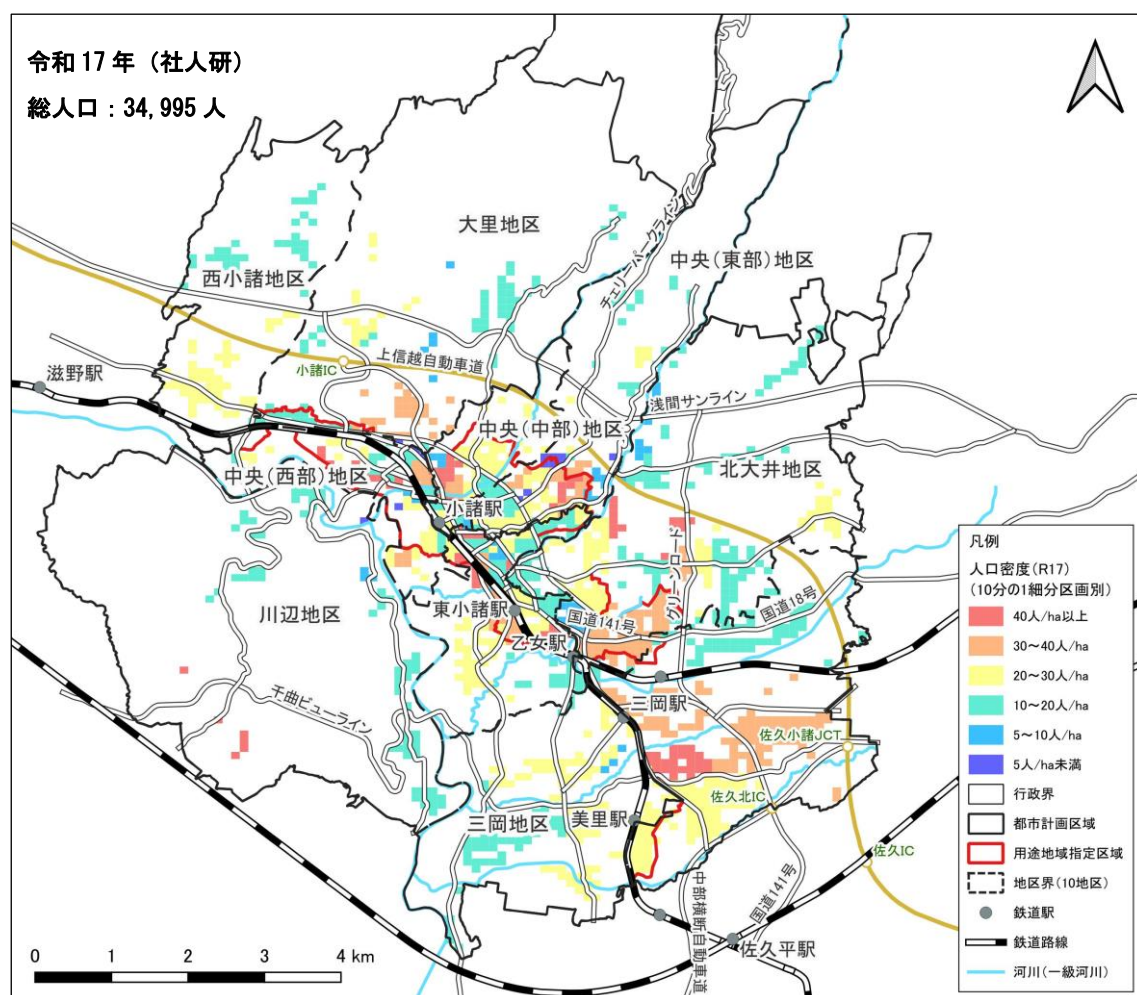 令和17年（社人研）
総人口：34,995人
大里地区
チェリーパークライン
中央(東部)地区
西小諸地区
小諸IC
上信越自動車道
滋野駅
浅間サンライン
中央(中部)地区
中央(西部)地区
北大井地区
小諸駅
グリーンロード
川辺地区
東小諸駅
国道141号
国道18号
乙女駅
千曲ビューライン
三岡駅
佐久小諸JCT
佐久北IC
三岡地区
美里駅
佐久IC
中部横断自動車道
国道141号
佐久平駅
凡例
人口密度(R17)
(10分の1細分区画別)
40人/ha以上
30～40人/ha
20～30人/ha
10～20人/ha
5～10人/ha
5人/ha未満
行政界
都市計画区域
用途地域指定区域
地区界(10地区)
鉄道駅
鉄道路線
河川(一級河川)
0 1 2 3 4 km